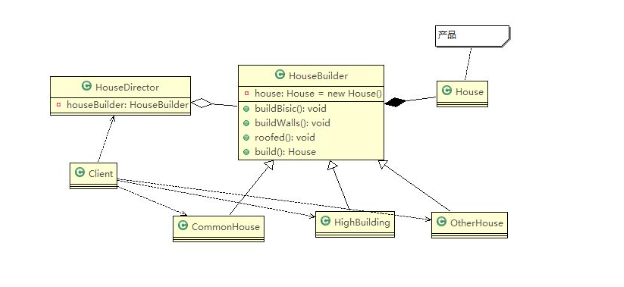 产品
HouseBuilder
house: House = new House()
buildBisic(): void
buildWalls(): void
roofed(): void
build(): House
HouseDirector
houseBuilder: HouseBuilder
House
Client
CommonHouse
HighBuilding
OtherHouse